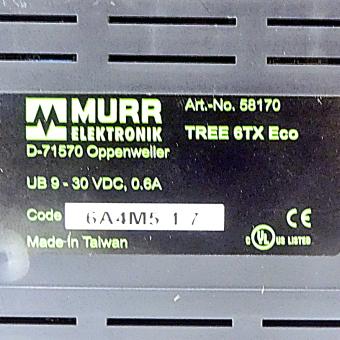 MURR
ELEKTRONIK
D-71570 Oppenweiler
Art.-No. 58170
TREE 6TX Eco
UB 9 - 30 VDC, 0.6A
Code 6A4M5 1 7
Made in Taiwan
CE
c UL US LISTED